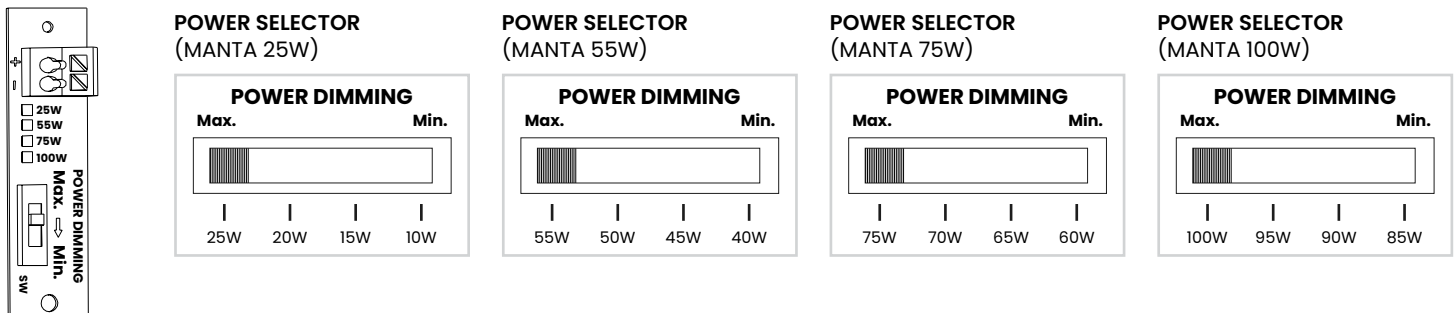 +
-
25W
55W
75W
100W
POWER DIMMING
Max. ⇨ Min.
SW
POWER SELECTOR
(MANTA 25W)
POWER DIMMING
Max. Min.
25W 20W 15W 10W
POWER SELECTOR
(MANTA 55W)
POWER DIMMING
Max. Min.
55W 50W 45W 40W
POWER SELECTOR
(MANTA 75W)
POWER DIMMING
Max. Min.
75W 70W 65W 60W
POWER SELECTOR
(MANTA 100W)
POWER DIMMING
Max. Min.
100W 95W 90W 85W